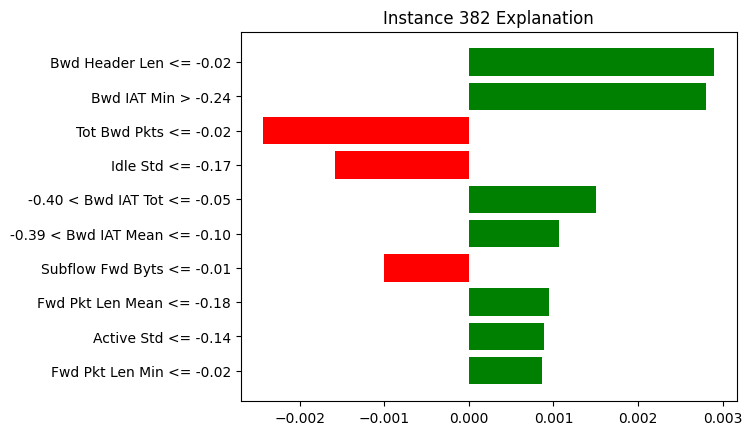 Instance 382 Explanation
Bwd Header Len <= -0.02
Bwd IAT Min > -0.24
Tot Bwd Pkts <= -0.02
Idle Std <= -0.17
-0.40 < Bwd IAT Tot <= -0.05
-0.39 < Bwd IAT Mean <= -0.10
Subflow Fwd Byts <= -0.01
Fwd Pkt Len Mean <= -0.18
Active Std <= -0.14
Fwd Pkt Len Min <= -0.02
−0.002 −0.001 0.000 0.001 0.002 0.003